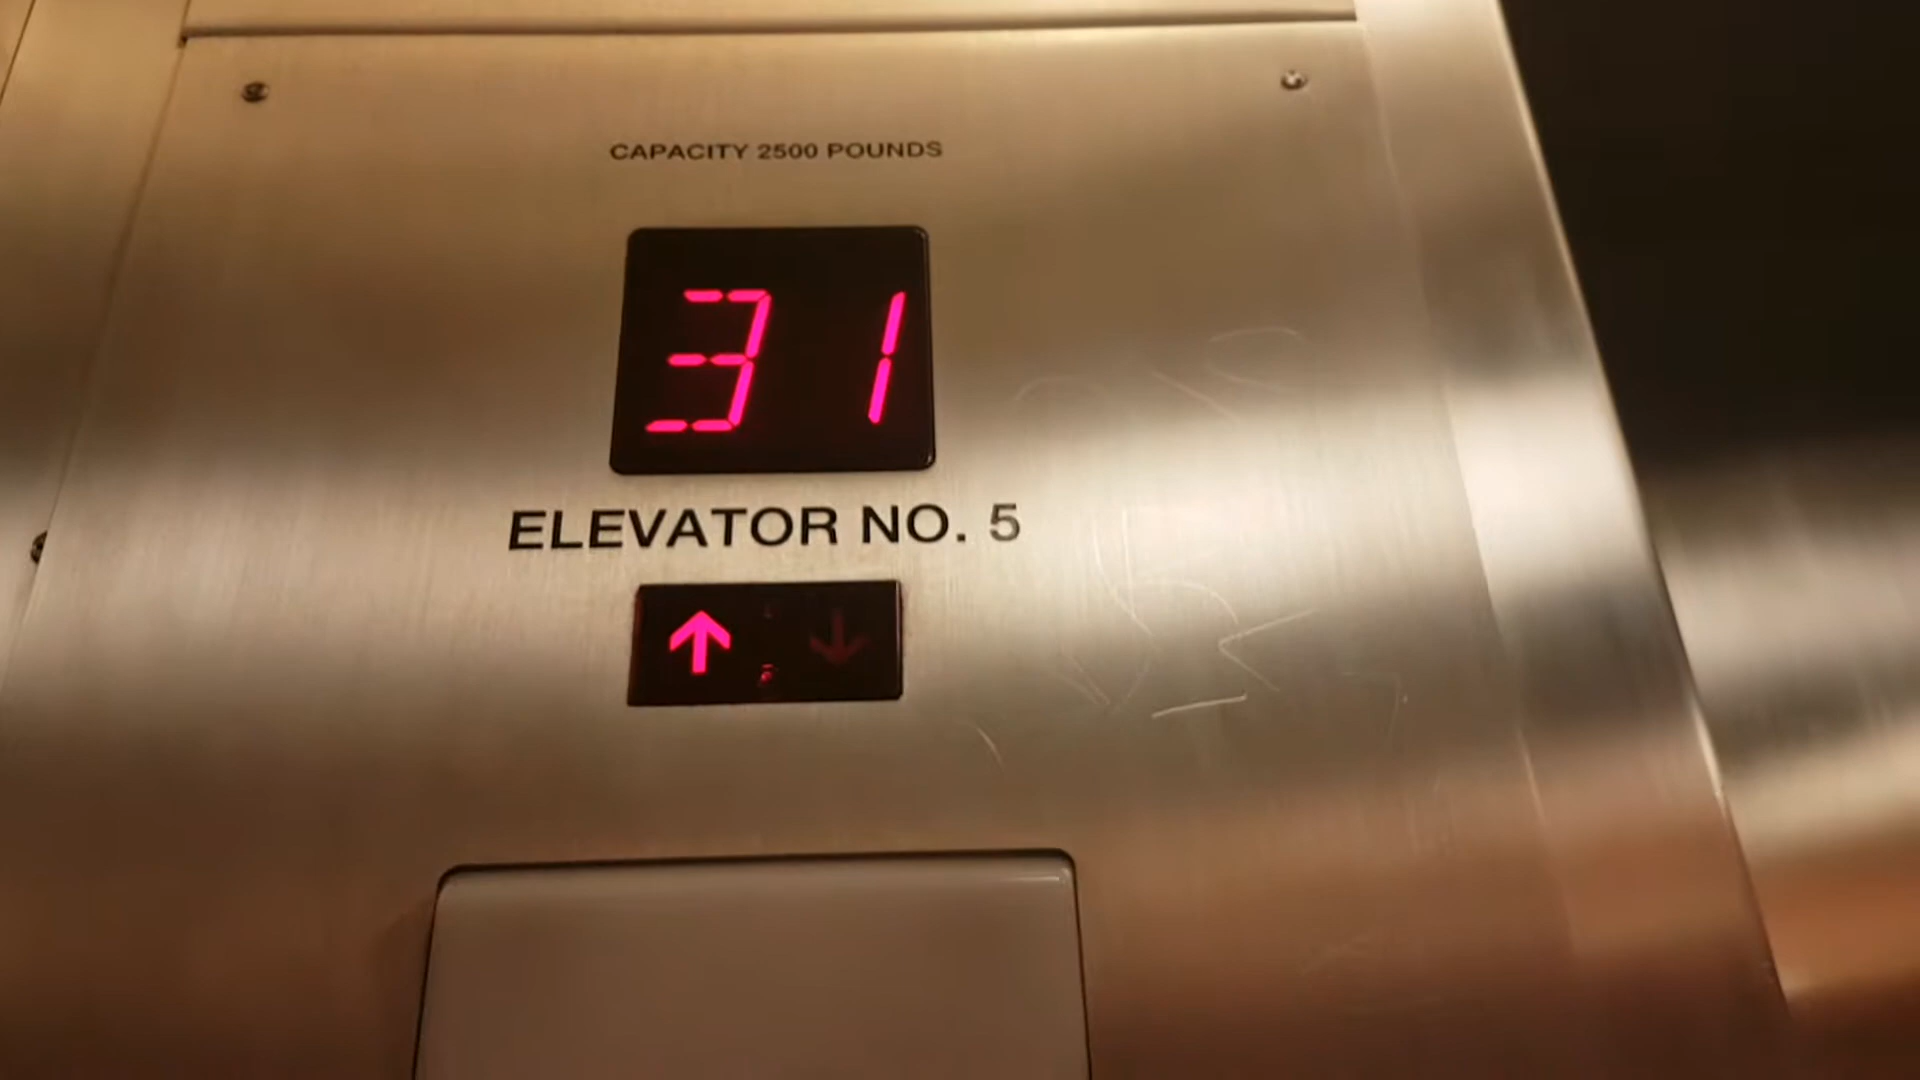 CAPACITY 2500 POUNDS
31
ELEVATOR NO. 5
↑ ↓